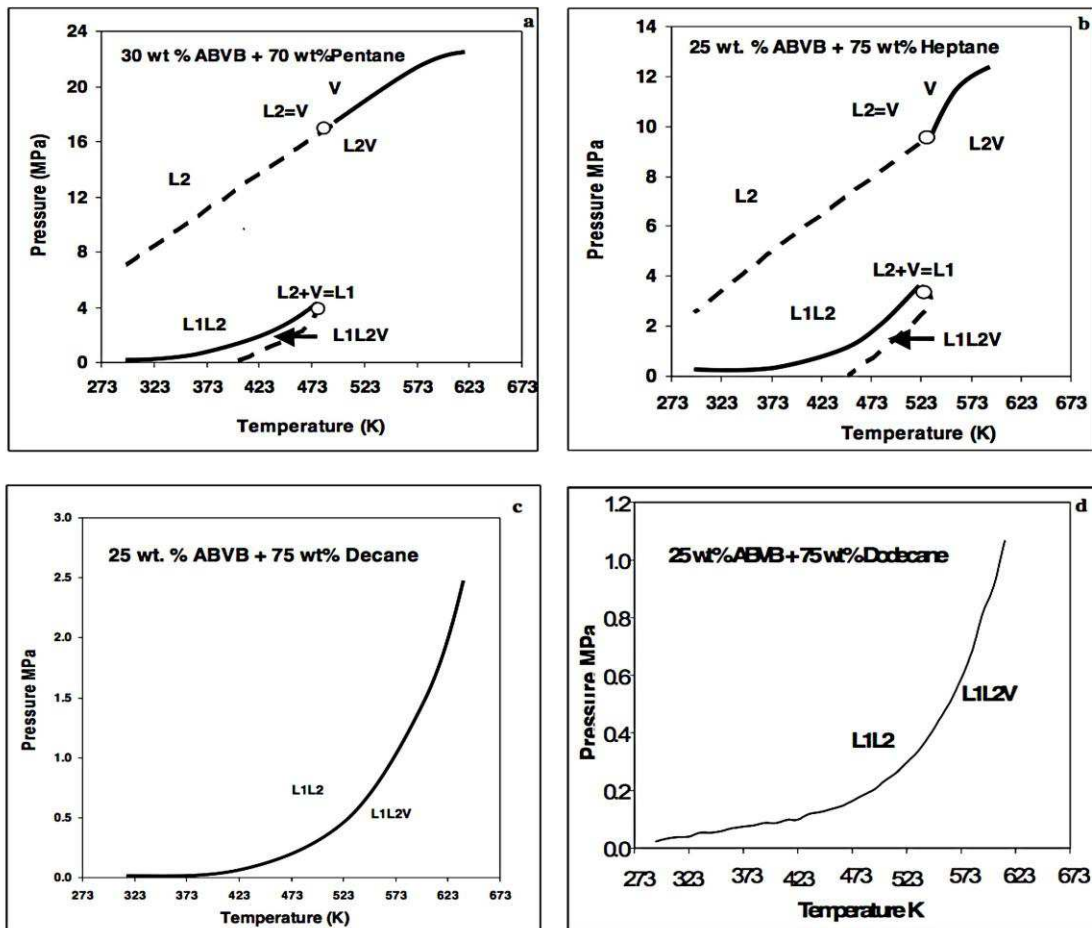 a
30 wt % ABVB + 70 wt%Pentane
Pressure (MPa)
24
20
16
12
8
4
0
V
L2=V
L2V
L2
L2+V=L1
L1L2
L1L2V
273 323 373 423 473 523 573 623 673
Temperature (K)
b
25 wt. % ABVB + 75 wt% Heptane
Pressure MPa
14
12
10
8
6
4
2
0
V
L2=V
L2V
L2
L2+V=L1
L1L2
L1L2V
273 323 373 423 473 523 573 623 673
Temperature (K)
c
25 wt. % ABVB + 75 wt% Decane
Pressure MPa
3.0
2.5
2.0
1.5
1.0
0.5
0.0
L1L2
L1L2V
273 323 373 423 473 523 573 623 673
Temperature (K)
d
25 wt%.ABVB + 75 wt% Dodecane
Pressure MPa
1.2
1.0
0.8
0.6
0.4
0.2
0.0
L1L2V
L1L2
273 323 373 423 473 523 573 623 673
Temperature K